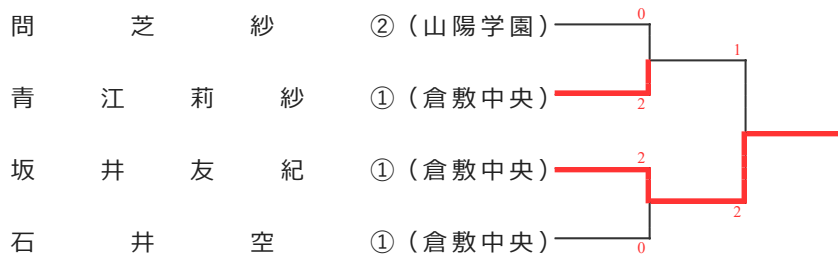 問芝紗 ②（山陽学園） 0
1
青江莉紗 ①（倉敷中央） 2
坂井友紀 ①（倉敷中央） 2
2
石井空 ①（倉敷中央） 0